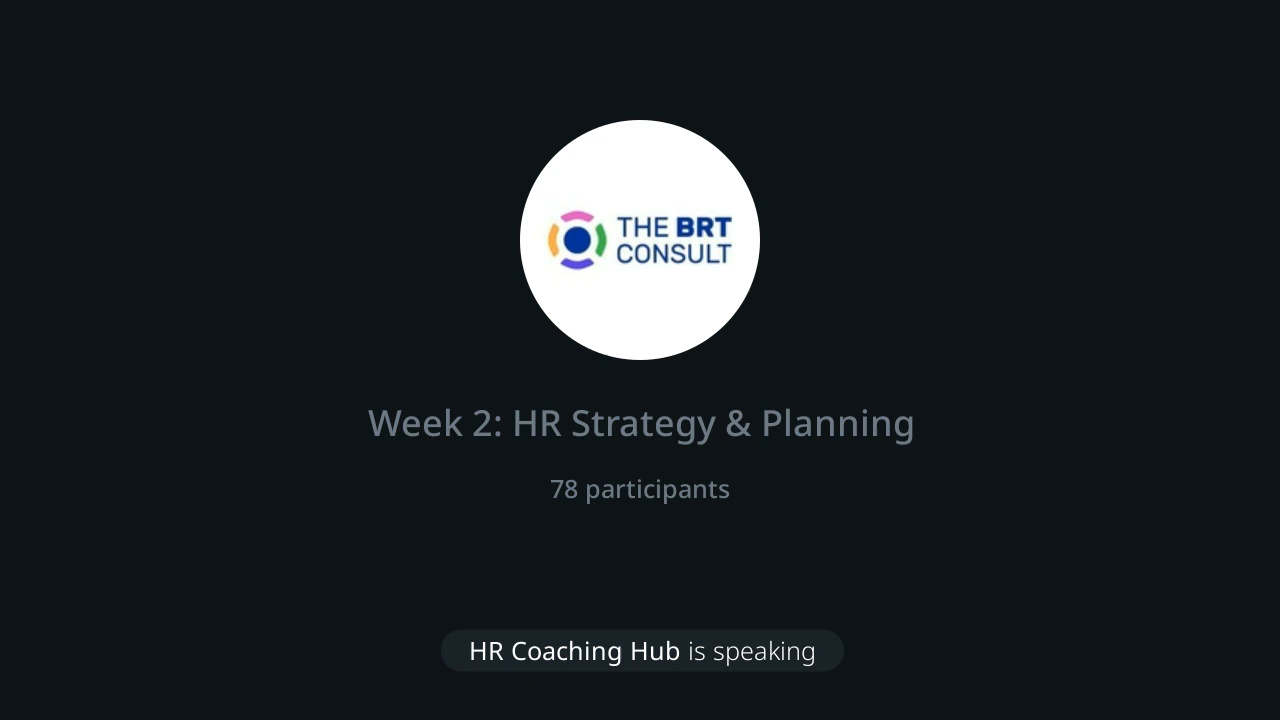 THE BRT
CONSULT
Week 2: HR Strategy & Planning
78 participants
HR Coaching Hub is speaking